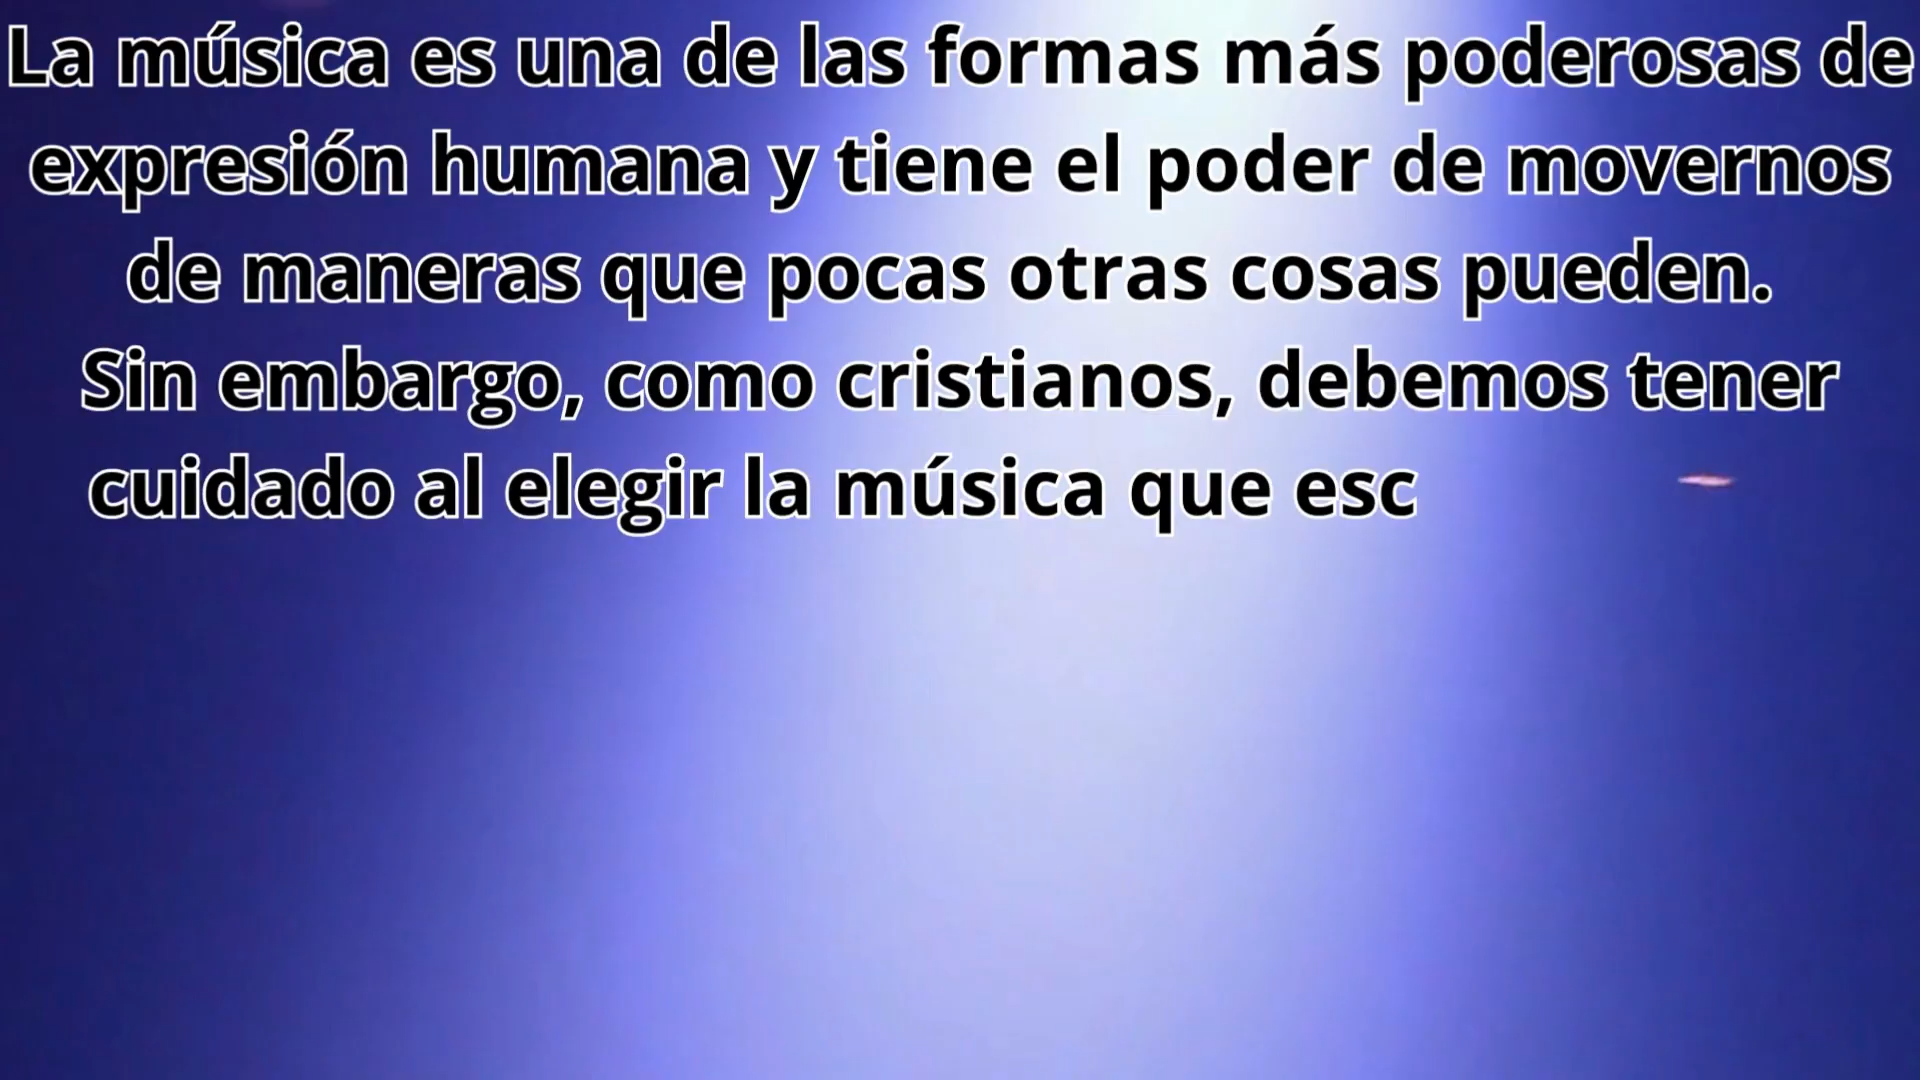 La música es una de las formas más poderosas de
expresión humana y tiene el poder de movernos
de maneras que pocas otras cosas pueden.
Sin embargo, como cristianos, debemos tener
cuidado al elegir la música que esc